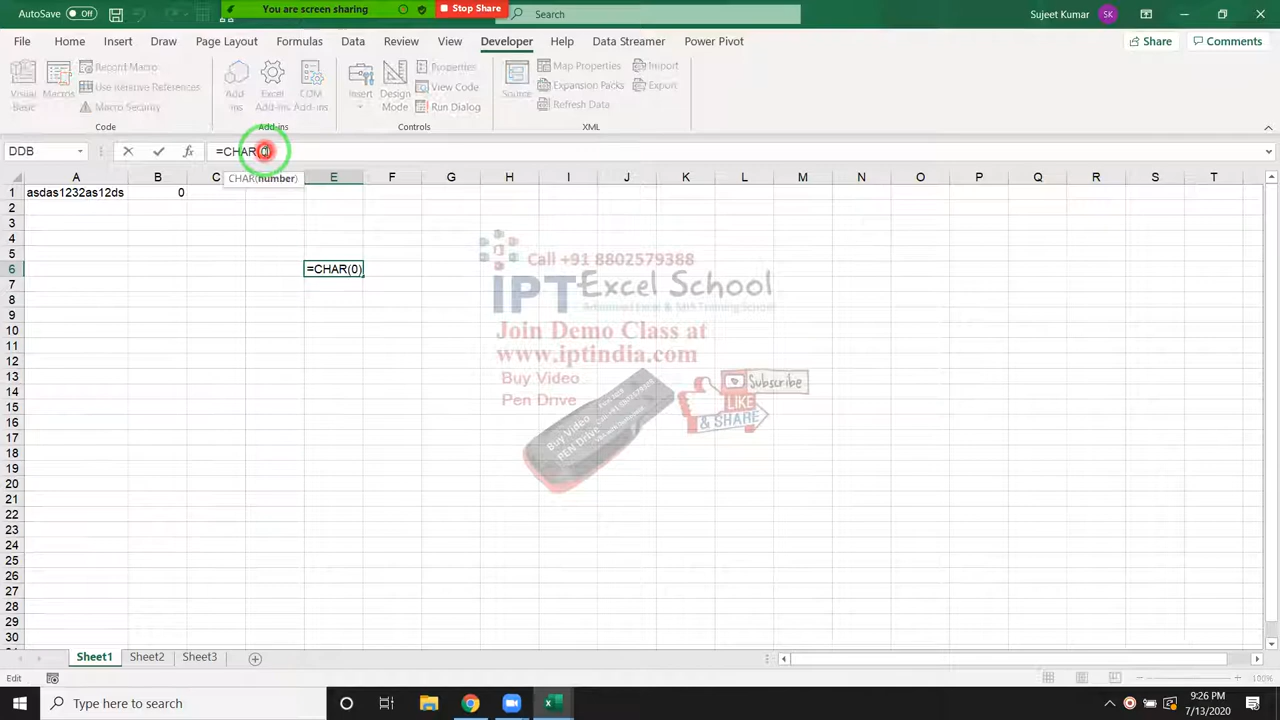 AutoSave Off
You are screen sharing
Stop Share
Search
Sujeet Kumar
SK
File Home Insert Draw Page Layout Formulas Data Review View Developer Help Data Streamer Power Pivot
Share
Comments
Visual Basic
Macros
Record Macro
Use Relative References
Macro Security
Code
Add-ins
Excel Add-ins
COM Add-ins
Add-ins
Insert
Design Mode
Properties
View Code
Run Dialog
Controls
Source
Map Properties
Expansion Packs
Refresh Data
Import
Export
XML
DDB
fx
=CHAR(0)
CHAR(number)
A B C E F G H I J K L M N O P Q R S T
1 asdas1232as12ds 0
2
3
4
5
6 =CHAR(0)
7
8
9
10
11
12
13
14
15
16
17
18
19
20
21
22
23
24
25
26
27
28
29
30
Call +91 8802579388
IPT Excel School
Join Demo Class at
www.iptindia.com
Buy Video
Pen Drive
Buy Video
PEN Drive
Subscribe
LIKE
& SHARE
Sheet1 Sheet2 Sheet3
Edit
100%
Type here to search
9:26 PM
7/13/2020